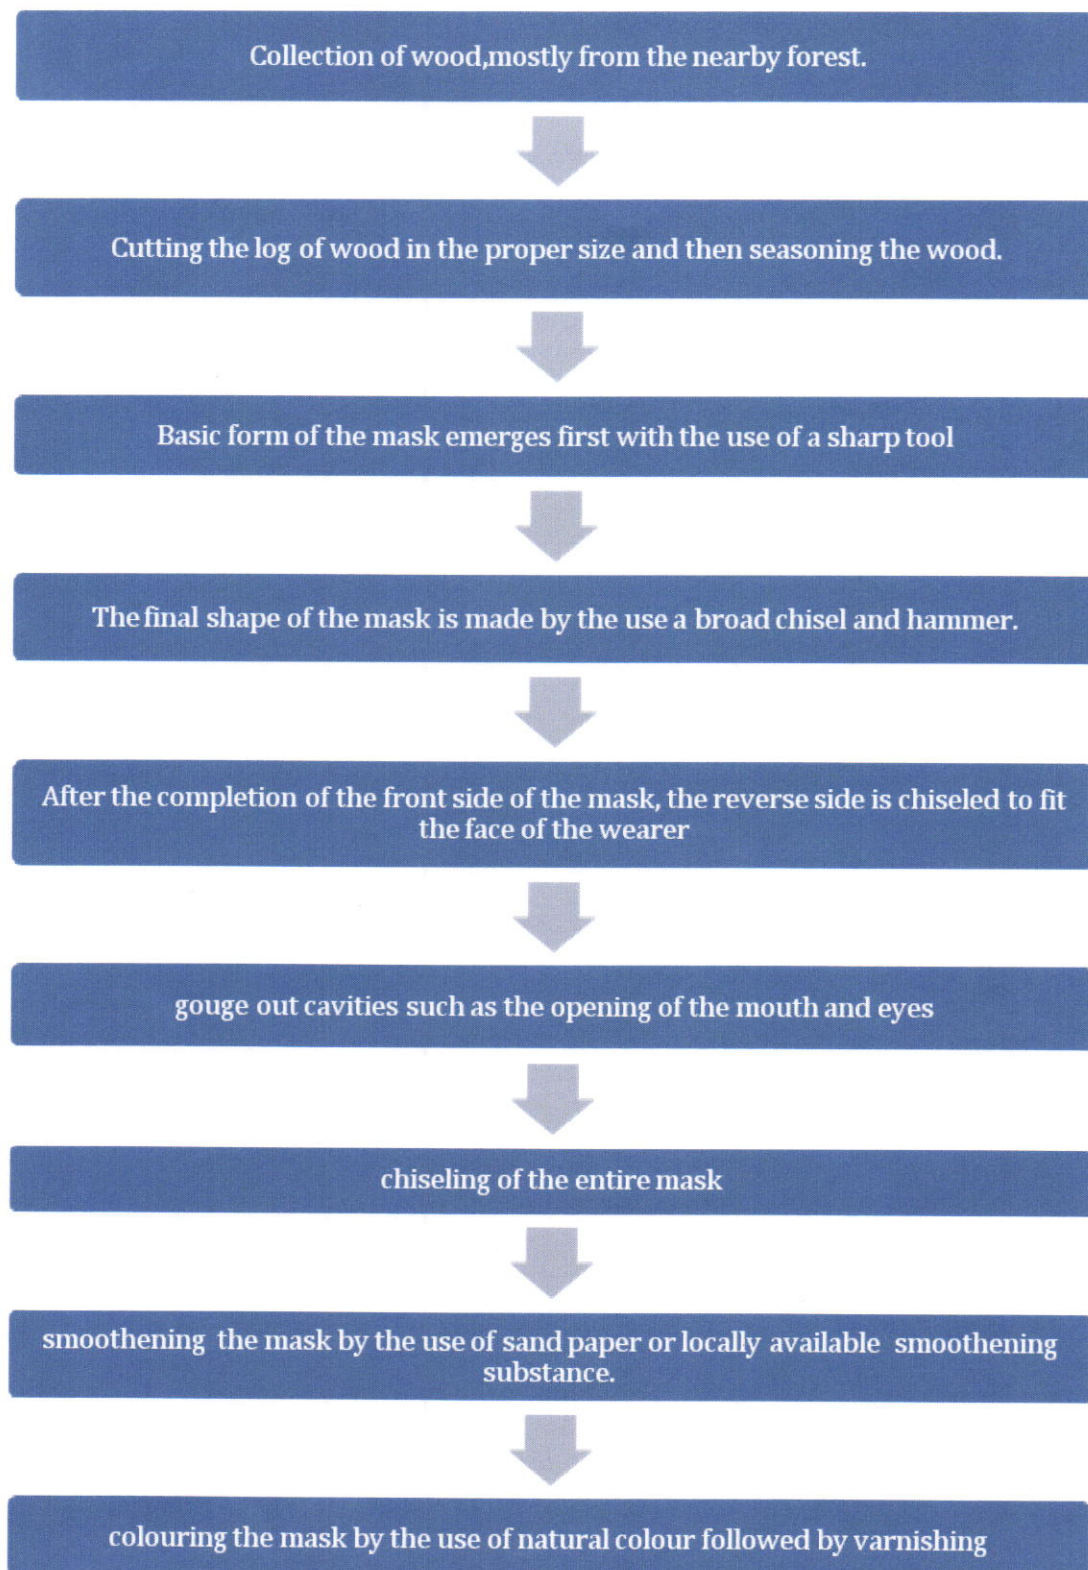 Collection of wood,mostly from the nearby forest.
Cutting the log of wood in the proper size and then seasoning the wood.
Basic form of the mask emerges first with the use of a sharp tool
The final shape of the mask is made by the use a broad chisel and hammer.
After the completion of the front side of the mask, the reverse side is chiseled to fit
the face of the wearer
gouge out cavities such as the opening of the mouth and eyes
chiseling of the entire mask
smoothening the mask by the use of sand paper or locally available smoothening
substance.
colouring the mask by the use of natural colour followed by varnishing